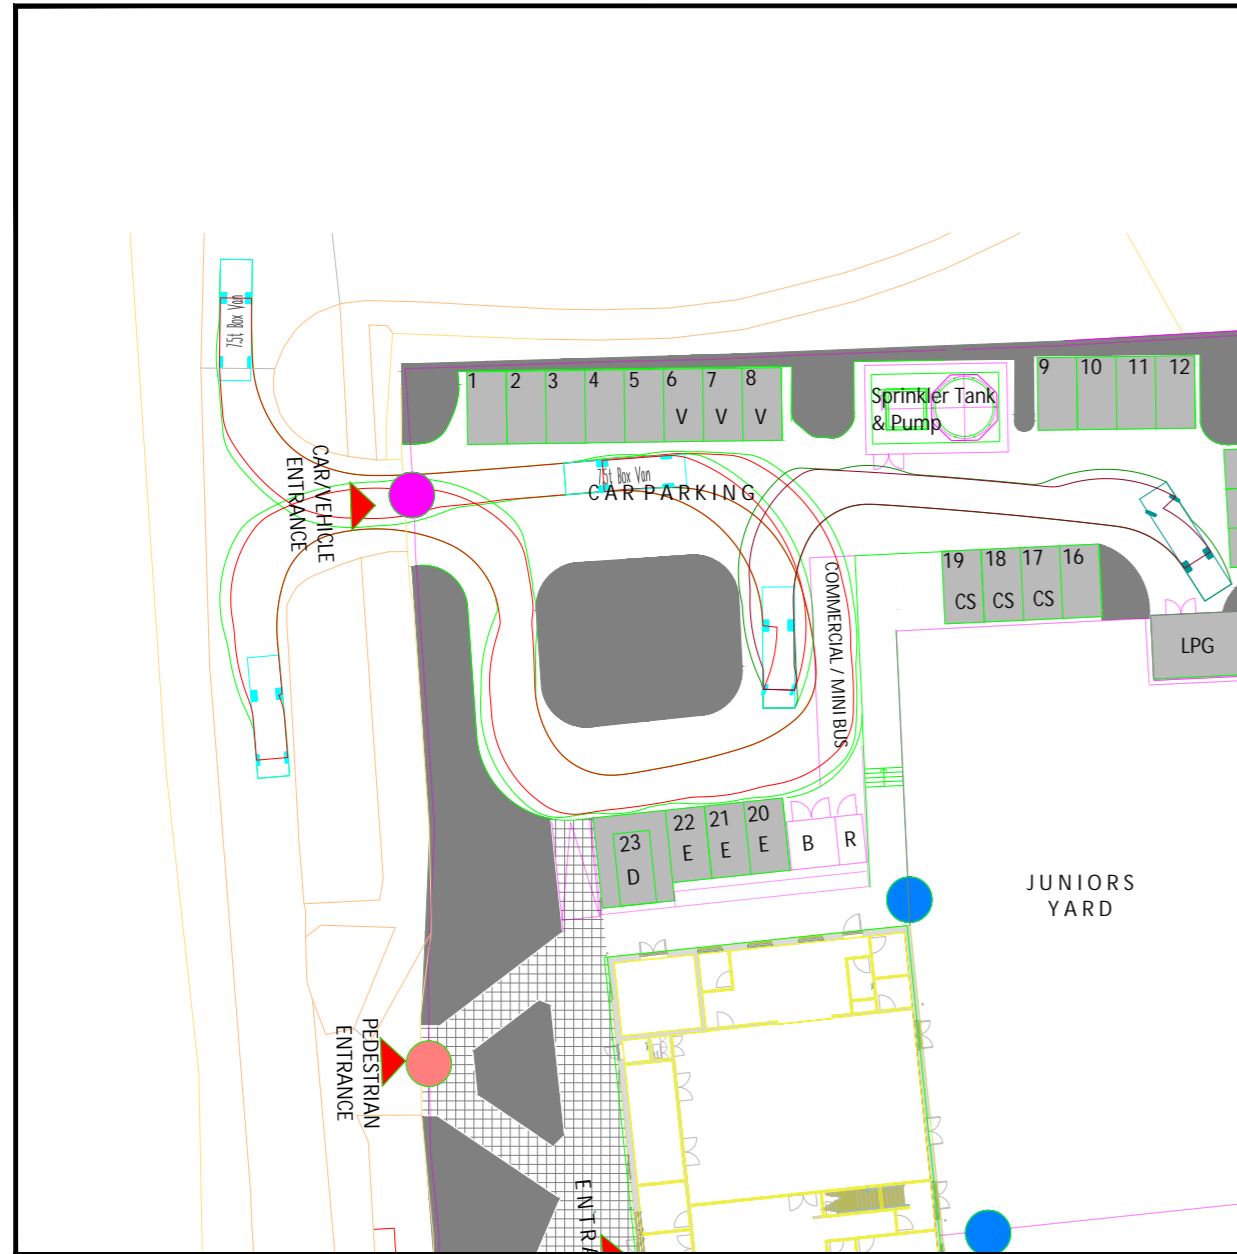 7.5t Box Van
1 2 3 4 5 6 7 8
V V V
Sprinkler Tank
& Pump
9 10 11 12
CAR/VEHICLE
ENTRANCE
7.5t Box Van
CAR PARKING
COMMERCIAL / MINI BUS
19 18 17 16
CS CS CS
LPG
23 22 21 20
D E E E
B R
JUNIORS
YARD
PEDESTRIAN
ENTRANCE
ENTRA